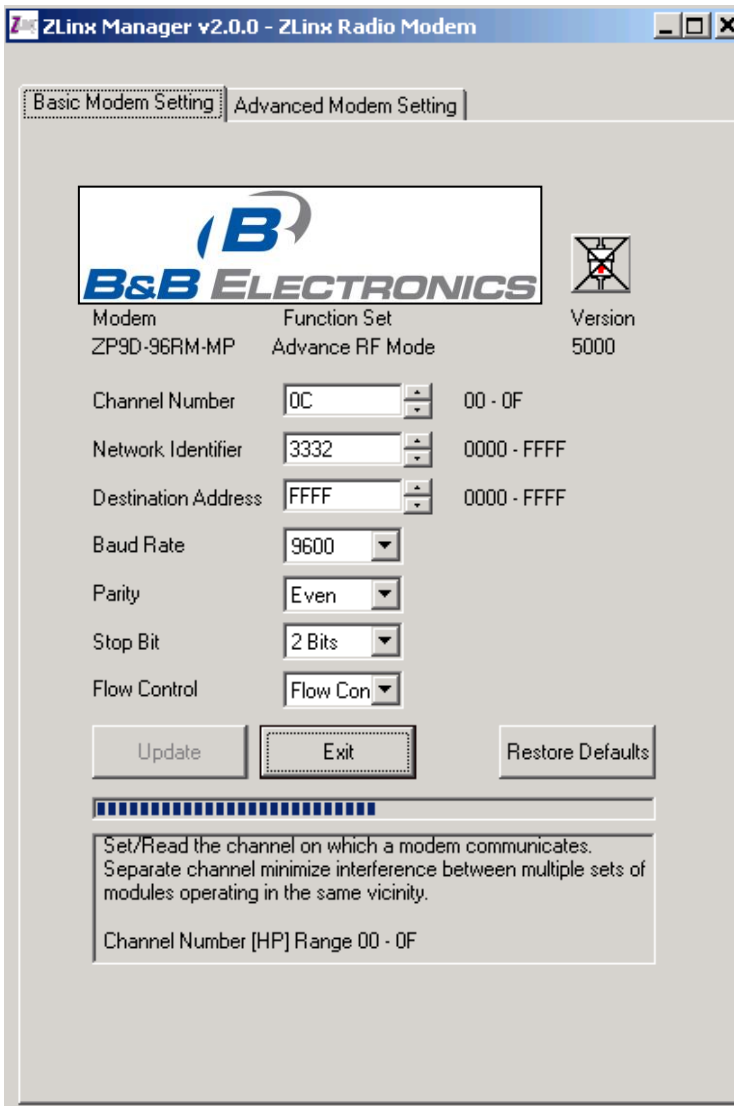 ZLinx Manager v2.0.0 - ZLinx Radio Modem
Basic Modem Setting Advanced Modem Setting
B
B&B ELECTRONICS
Modem Function Set Version
ZP9D-96RM-MP Advance RF Mode 5000
Channel Number 0C 00 - 0F
Network Identifier 3332 0000 - FFFF
Destination Address FFFF 0000 - FFFF
Baud Rate 9600
Parity Even
Stop Bit 2 Bits
Flow Control Flow Con
Update Exit Restore Defaults
Set/Read the channel on which a modem communicates.
Separate channel minimize interference between multiple sets of
modules operating in the same vicinity.
Channel Number [HP] Range 00 - 0F